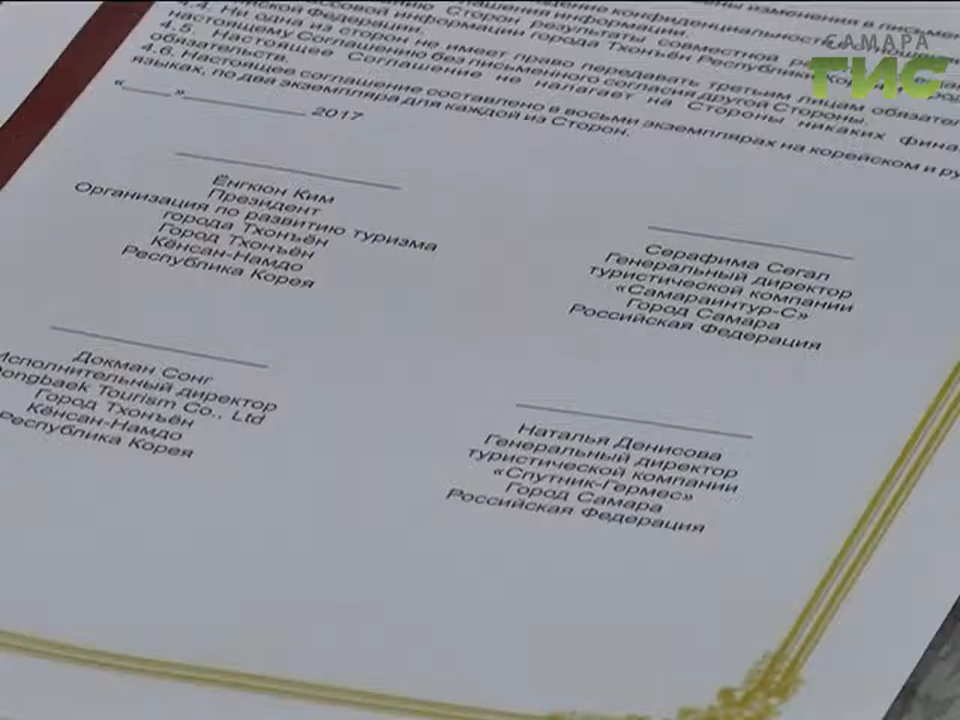 изменения в
конфиденциальность
4.4. Ни одна из сторон не имеет право передавать третьим лицам
информации города Тхонъён Республики
результаты совместной
настоящему Соглашению без письменного согласия другой Стороны.
4.5. Настоящее Соглашение не налагает на Стороны никаких
обязательств.
4.6. Настоящее соглашение составлено в восьми экземплярах на корейском и
языках, по два экземпляра для каждой из Сторон.
«____»______________ 2017
Ёнгкюн Ким
Президент
Организация по развитию туризма
города Тхонъён
Город Тхонъён
Кёнсан-Намдо
Республика Корея
Серафима Сегал
Генеральный директор
туристической компании
«Самараинтур-С»
Город Самара
Российская Федерация
Докман Сонг
Исполнительный директор
Dongbaek Tourism Co., Ltd
Город Тхонъён
Кёнсан-Намдо
Республика Корея
Наталья Денисова
Генеральный директор
туристической компании
«Спутник-Гермес»
Город Самара
Российская Федерация
САМАРА
ГИС